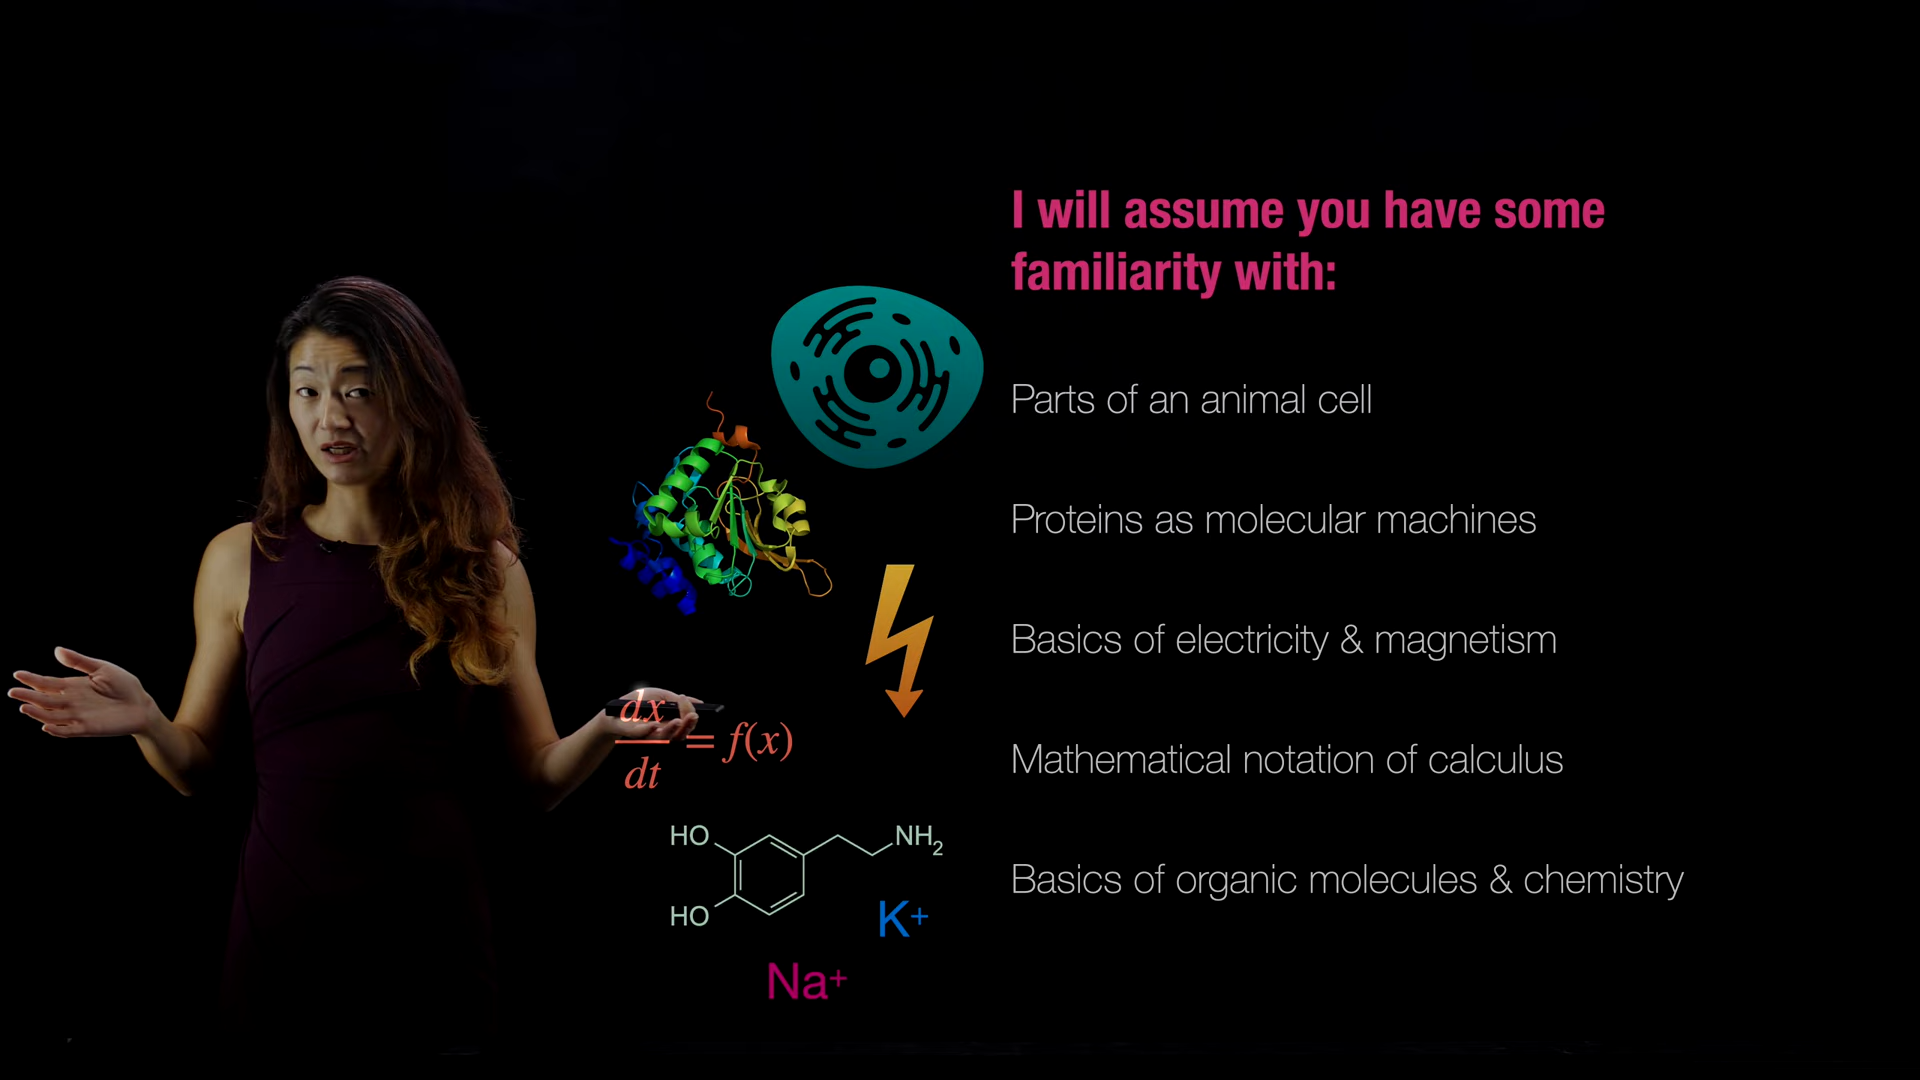 I will assume you have some
familiarity with:
Parts of an animal cell
Proteins as molecular machines
Basics of electricity & magnetism
Mathematical notation of calculus
Basics of organic molecules & chemistry
dx
dt
= f(x)
HO
NH2
HO
K+
Na+